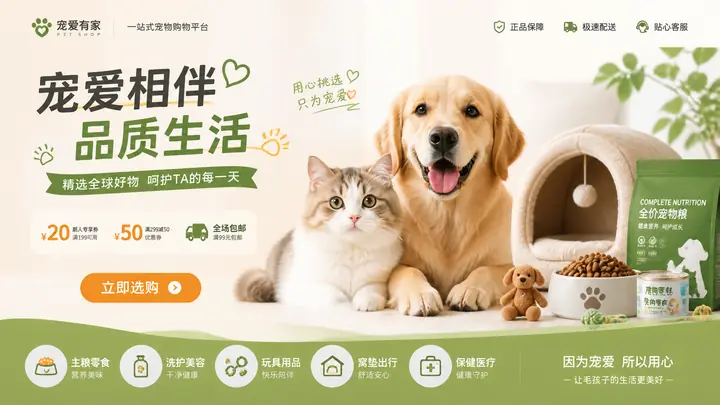 宠爱有家
PET SHOP
一站式宠物购物平台
正品保障
极速配送
贴心客服
宠爱相伴
品质生活
用心挑选
只为宠爱
精选全球好物 呵护TA的每一天
¥20 新人专享券
满199可用
¥50 满299减50
优惠券
全场包邮
满99元包邮
立即选购
COMPLETE NUTRITION
全价宠物粮
主粮零食
营养美味
洗护美容
干净健康
玩具用品
快乐陪伴
窝垫出行
舒适安心
保健医疗
健康守护
因为宠爱 所以用心
— 让毛孩子的生活更美好 —